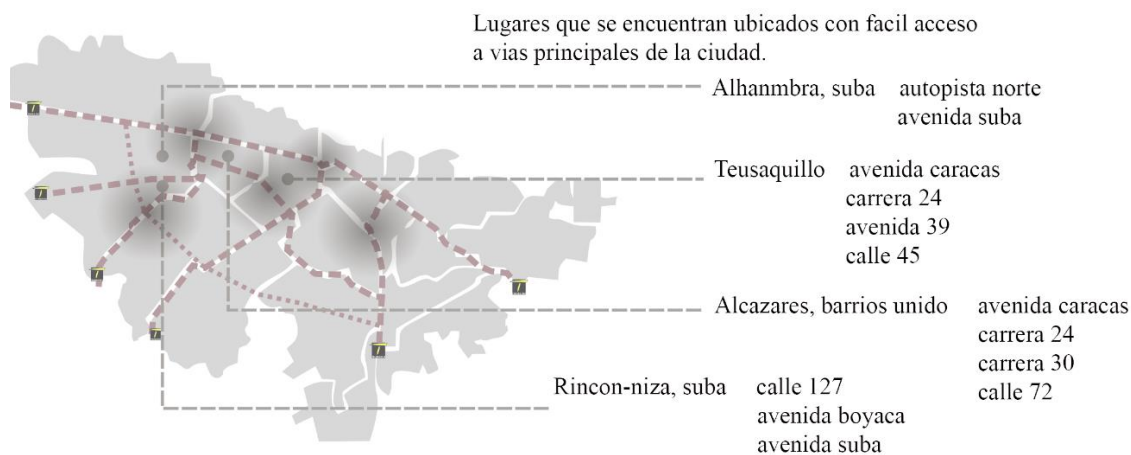 Lugares que se encuentran ubicados con facil acceso
a vias principales de la ciudad.
Alhanmbra, suba autopista norte
avenida suba
Teusaquillo avenida caracas
carrera 24
avenida 39
calle 45
Alcazares, barrios unido avenida caracas
carrera 24
carrera 30
calle 72
Rincon-niza, suba calle 127
avenida boyaca
avenida suba